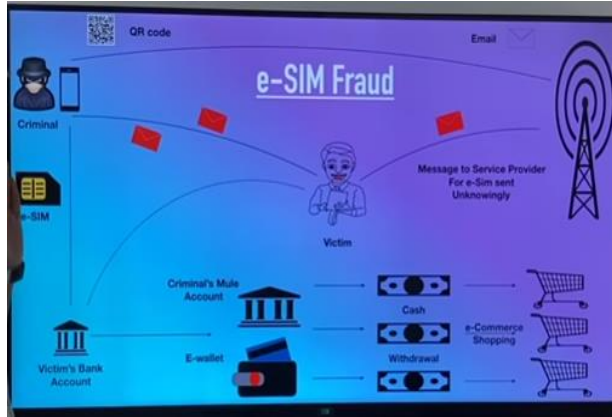 QR code
Email
e-SIM Fraud
Criminal
Message to Service Provider
For e-Sim sent
Unknowingly
e-SIM
Victim
Criminal's Mule
Account
Cash
e-Commerce
Shopping
E-wallet
Withdrawal
Victim's Bank
Account